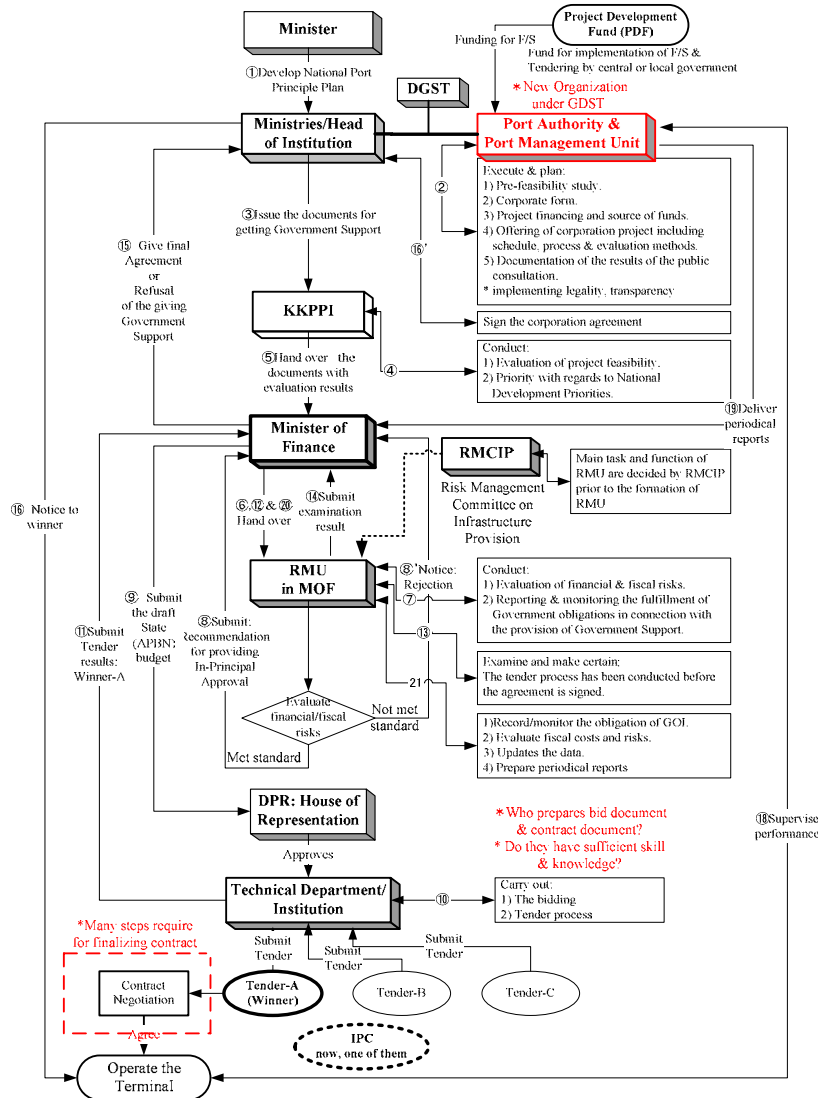 Minister
Project Development
Fund (PDF)
Funding for F/S
Fund for implementation of F/S &
Tendering by central or local government
①Develop National Port
Principle Plan
DGST
*New Organization
under GDST
Ministries/Head
of Institution
Port Authority &
Port Management Unit
②
Execute & plan:
1) Pre-feasibility study.
2) Corporate form.
3) Project financing and source of funds.
4) Offering of corporation project including
schedule, process & evaluation methods.
5) Documentation of the results of the public
consultation.
* implementing legality, transparency
③Issue the documents for
getting Government Support
⑯'
⑮ Give final
Agreement
or
Refusal
of the giving
Government
Support
KKPPI
Sign the corporation agreement
④
Conduct:
1) Evaluation of project feasibility.
2) Priority with regards to National
Development Priorities.
⑤Hand over the
documents with
evaluation results
⑲Deliver
periodical
reports
Minister of
Finance
RMCIP
Main task and function of
RMU are decided by RMCIP
prior to the formation of
RMU
Risk Management
Committee on
Infrastructure
Provision
⑯ Notice to
winner
⑥,⑫ & ⑳
Hand over
⑭Submit
examination
result
⑧'Notice:
Rejection
RMU
in MOF
⑦
Conduct:
1) Evaluation of financial & fiscal risks.
2) Reporting & monitoring the fulfillment of
Government obligations in connection with
the provision of Government Support.
⑨ Submit
the draft
State
(APBN)
budget
⑪Submit
Tender
results:
Winner-A
⑧Submit:
Recommendation
for providing
In-Principal
Approval
⑬
Examine and make certain;
The tender process has been conducted before
the agreement is signed.
21
Evaluate
financial/fiscal
risks
Not met
standard
Met standard
1)Record/monitor the obligation of GOI.
2) Evaluate fiscal costs and risks.
3) Updates the data.
4) Prepare periodical reports
DPR: House of
Representation
*Who prepares bid document
& contract document?
* Do they have sufficient skill
& knowledge?
⑱Supervise
performance
Approves
Technical Department/
Institution
⑩
Carry out:
1) The bidding
2) Tender process
*Many steps require
for finalizing contract
Submit
Tender
Submit
Tender
Submit
Tender
Contract
Negotiation
Tender-A
(Winner)
Tender-B
Tender-C
Agree
IPC
now, one of them
Operate the
Terminal